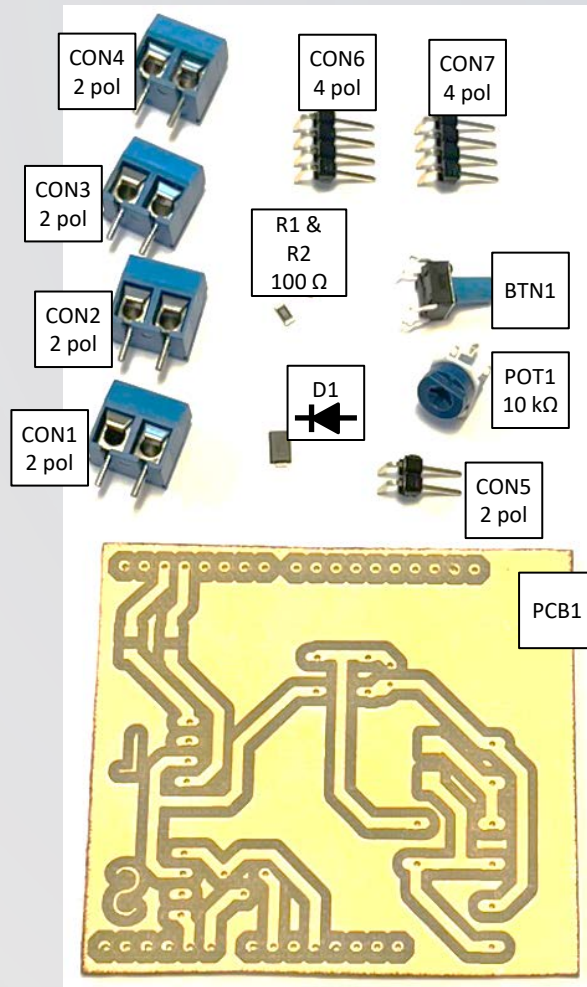 CON4
2 pol
CON6
4 pol
CON7
4 pol
CON3
2 pol
R1 &
R2
100 Ω
CON2
2 pol
BTN1
D1
POT1
10 kΩ
CON1
2 pol
CON5
2 pol
PCB1